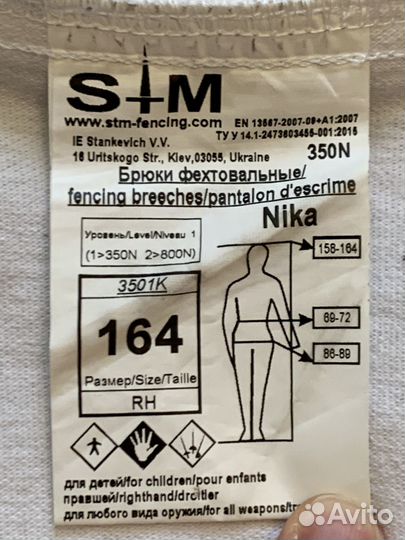 S M
www.stm-fencing.com
EN 13567-2007-09+A1:2007
ТУ У 14.1-2473603455-001:2015
IE Stankevich V.V.
16 Uritskogo Str., Kiev,03055, Ukraine
350N
Брюки фехтовальные/
fencing breeches/pantalon d'escrime
Nika
Уровень/Level/Niveau 1
(1>350N 2>800N)
3501K
164
Размер/Size/Taille
RH
158-164
69-72
86-89
для детей/for children/pour enfants
правшей/righthand/droitier
для любого вида оружия/for all weapons/
Avito